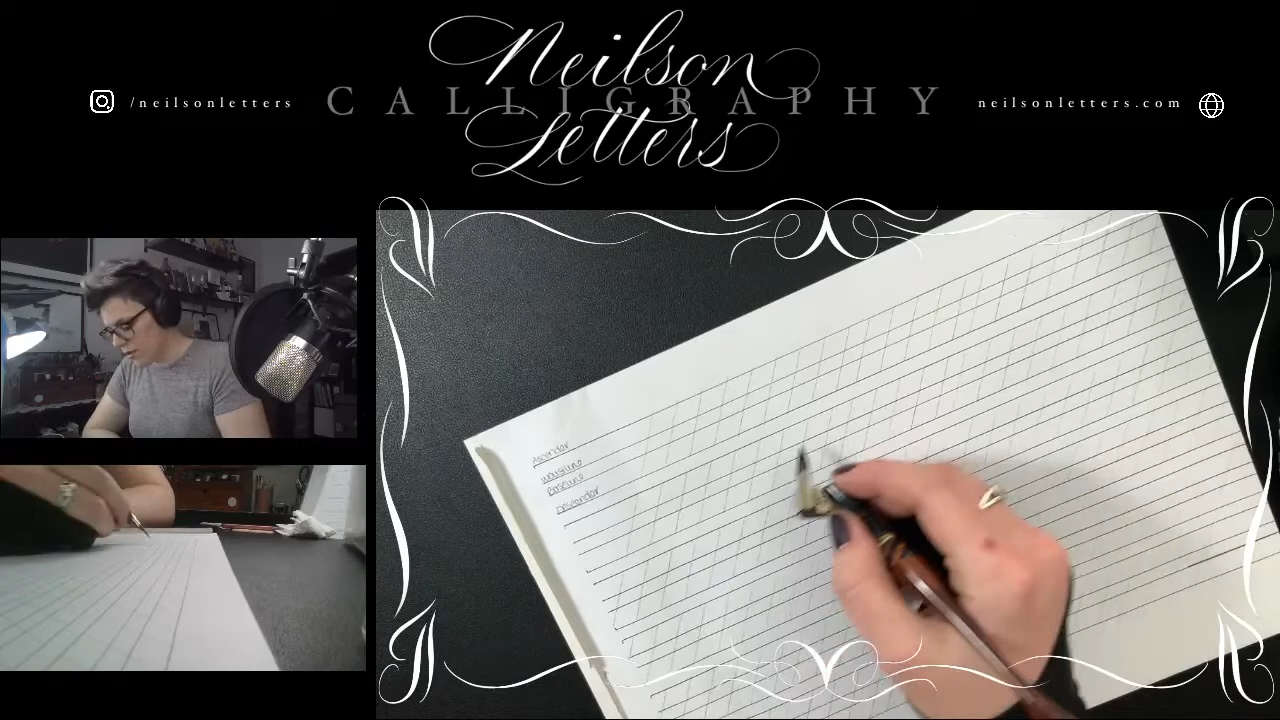 Neilson
/neilsonletters
CALLIGRAPHY
neilsonletters.com
Letters
Ascender
Waistline
Baseline
Descender